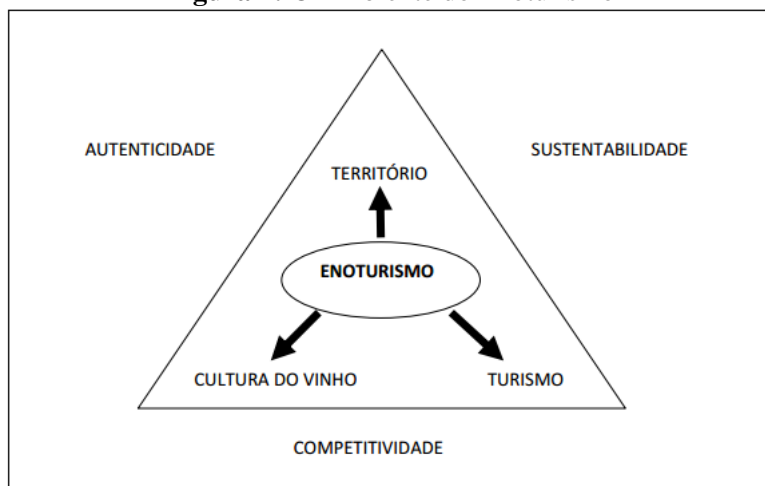 AUTENTICIDADE
SUSTENTABILIDADE
TERRITÓRIO
ENOTURISMO
CULTURA DO VINHO
TURISMO
COMPETITIVIDADE